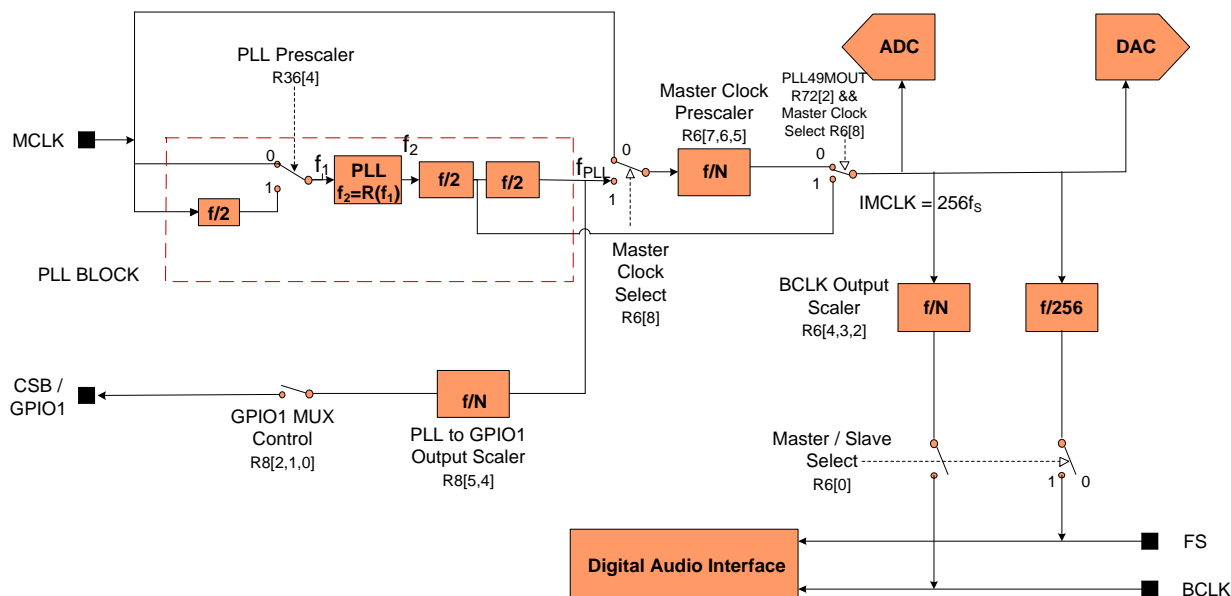 ADC
DAC
PLL Prescaler
R36[4]
PLL49MOUT
R72[2] &&
Master Clock
Select R6[8]
Master Clock
Prescaler
R6[7,6,5]
MCLK
0
1
f1
f2
PLL
f2=R(f1)
f/2
f/2
f/2
fPLL
0
1
f/N
0
1
IMCLK = 256fS
PLL BLOCK
Master
Clock
Select
R6[8]
BCLK Output
Scaler
R6[4,3,2]
f/N
f/256
CSB /
GPIO1
GPIO1 MUX
Control
R8[2,1,0]
f/N
PLL to GPIO1
Output Scaler
R8[5,4]
Master / Slave
Select
R6[0]
1
0
Digital Audio Interface
FS
BCLK